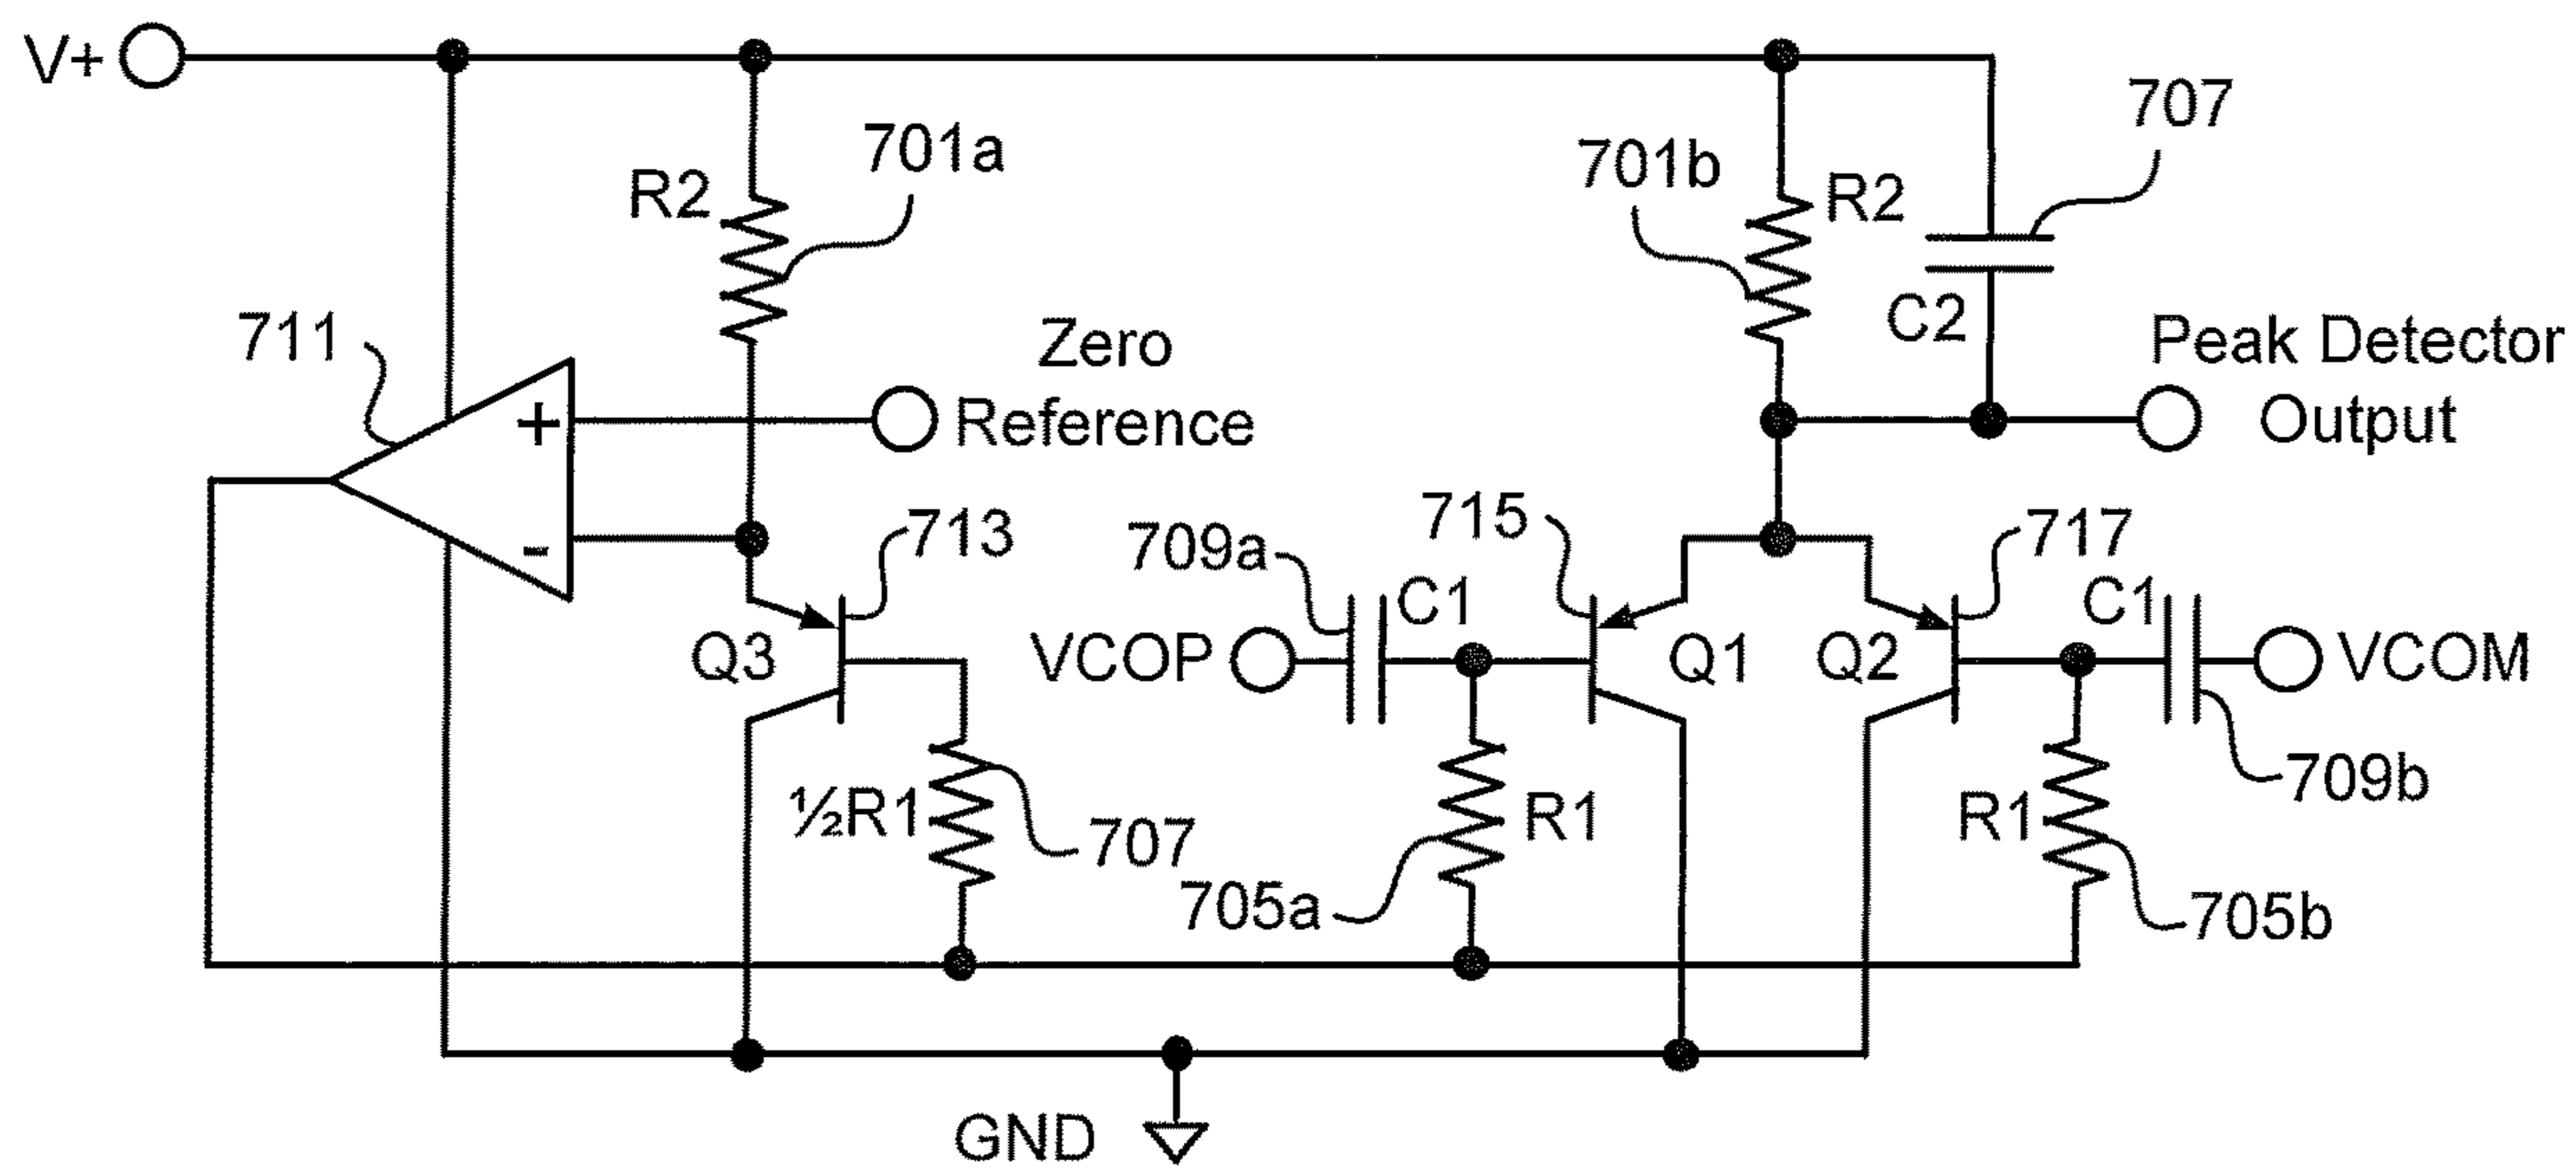 V+
707
701a
701b
R2
R2
711
Zero
Reference
C2
Peak Detector
Output
+
-
713
709a
715
717
C1
C1
Q3
VCOP
Q1
Q2
VCOM
½R1
707
R1
R1
709b
705a
705b
GND